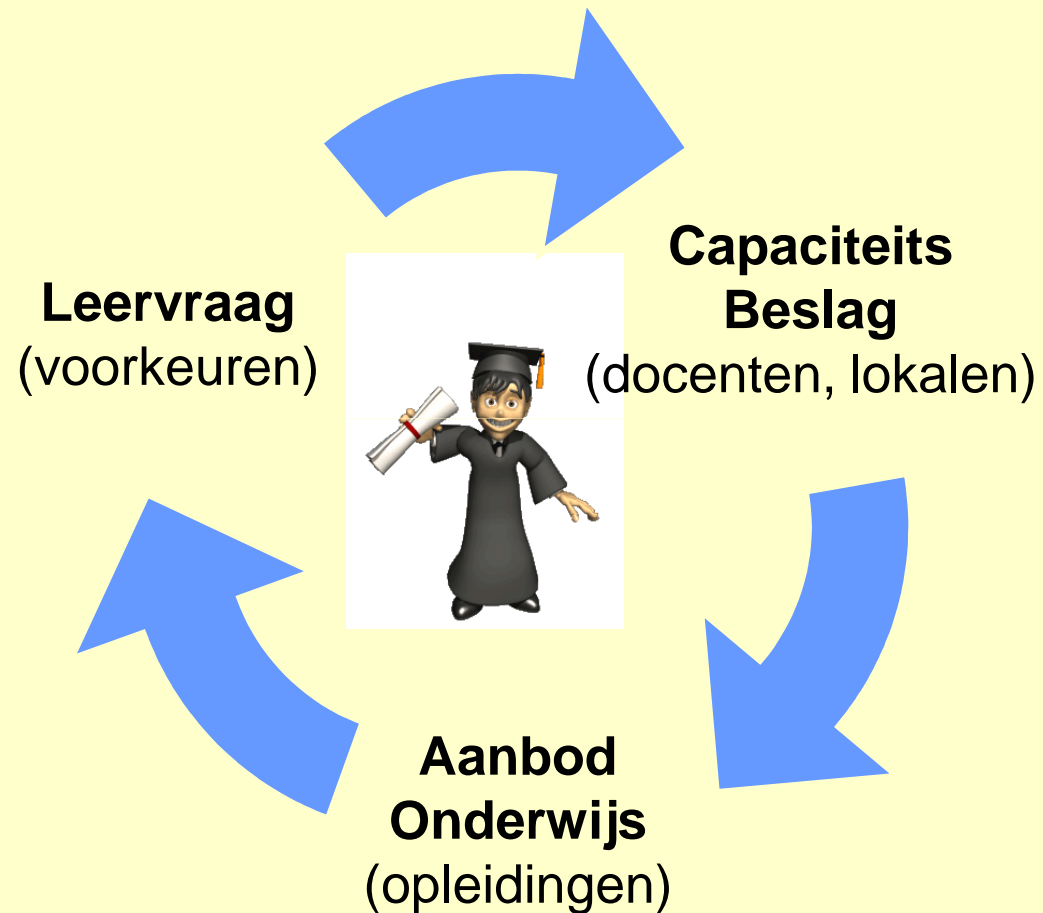 Leervraag
(voorkeuren)
Capaciteits
Beslag
(docenten, lokalen)
Aanbod
Onderwijs
(opleidingen)